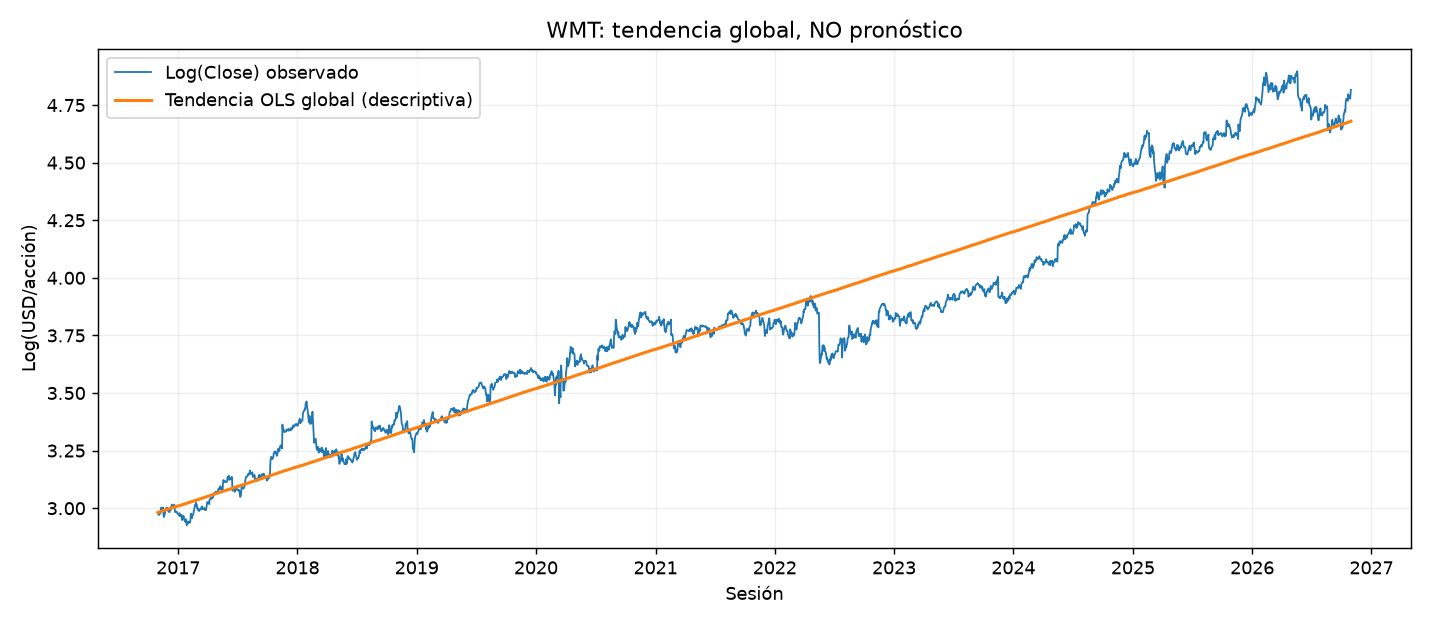 WMT: tendencia global, NO pronóstico
Log(Close) observado
Tendencia OLS global (descriptiva)
Log(USD/acción)
4.75
4.50
4.25
4.00
3.75
3.50
3.25
3.00
2017 2018 2019 2020 2021 2022 2023 2024 2025 2026 2027
Sesión